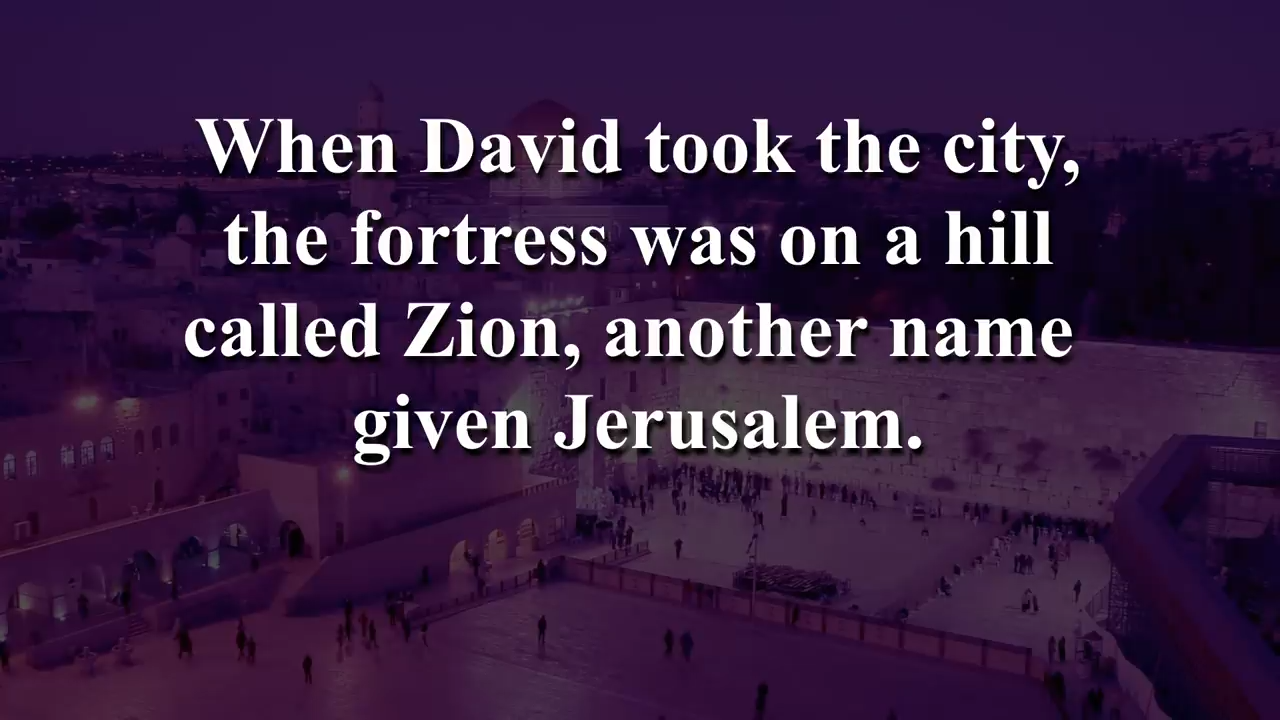 When David took the city,
the fortress was on a hill
called Zion, another name
given Jerusalem.